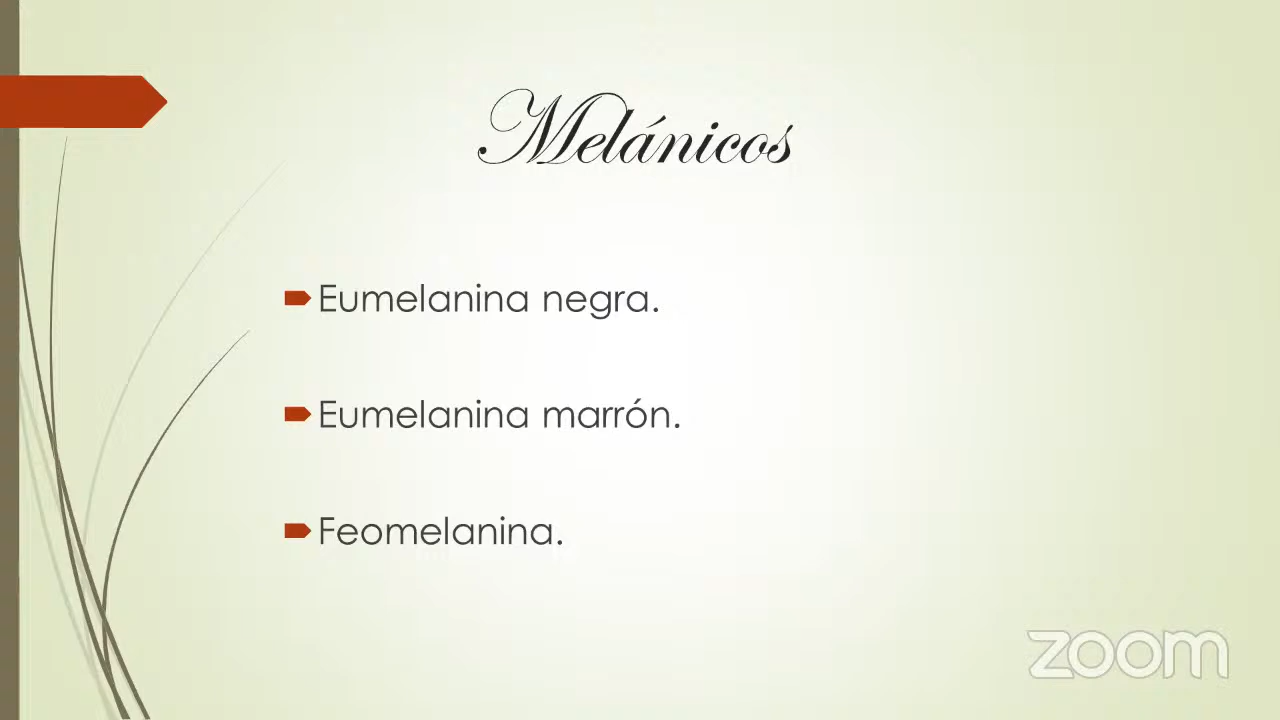 Melánicos
Eumelanina negra.
Eumelanina marrón.
Feomelanina.
zoom